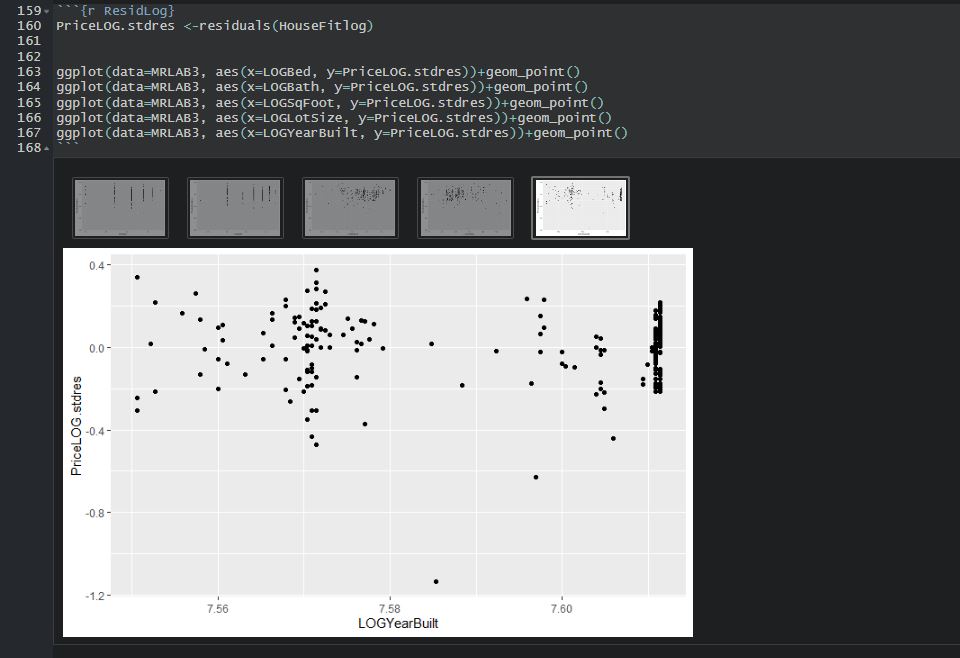 159 ```{r ResidLog}
160 PriceLOG.stdres <-residuals(HouseFitlog)
161
162
163 ggplot(data=MRLAB3, aes(x=LOGBed, y=PriceLOG.stdres))+geom_point()
164 ggplot(data=MRLAB3, aes(x=LOGBath, y=PriceLOG.stdres))+geom_point()
165 ggplot(data=MRLAB3, aes(x=LOGSqFoot, y=PriceLOG.stdres))+geom_point()
166 ggplot(data=MRLAB3, aes(x=LOGLotSize, y=PriceLOG.stdres))+geom_point()
167 ggplot(data=MRLAB3, aes(x=LOGYearBuilt, y=PriceLOG.stdres))+geom_point()
168 ```
0.4
0.0
-0.4
-0.8
-1.2
PriceLOG.stdres
7.56 7.58 7.60
LOGYearBuilt